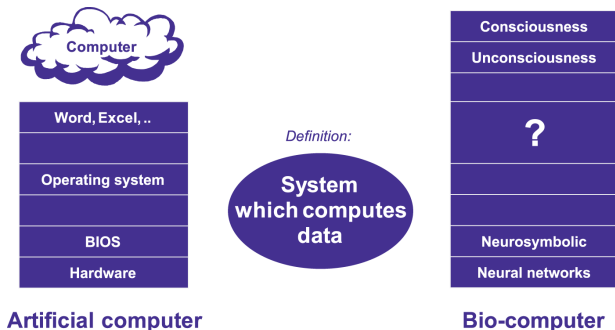 Computer
Word, Excel, ..
Operating system
BIOS
Hardware
Artificial computer
Definition:
System
which computes
data
Consciousness
Unconsciousness
?
Neurosymbolic
Neural networks
Bio-computer